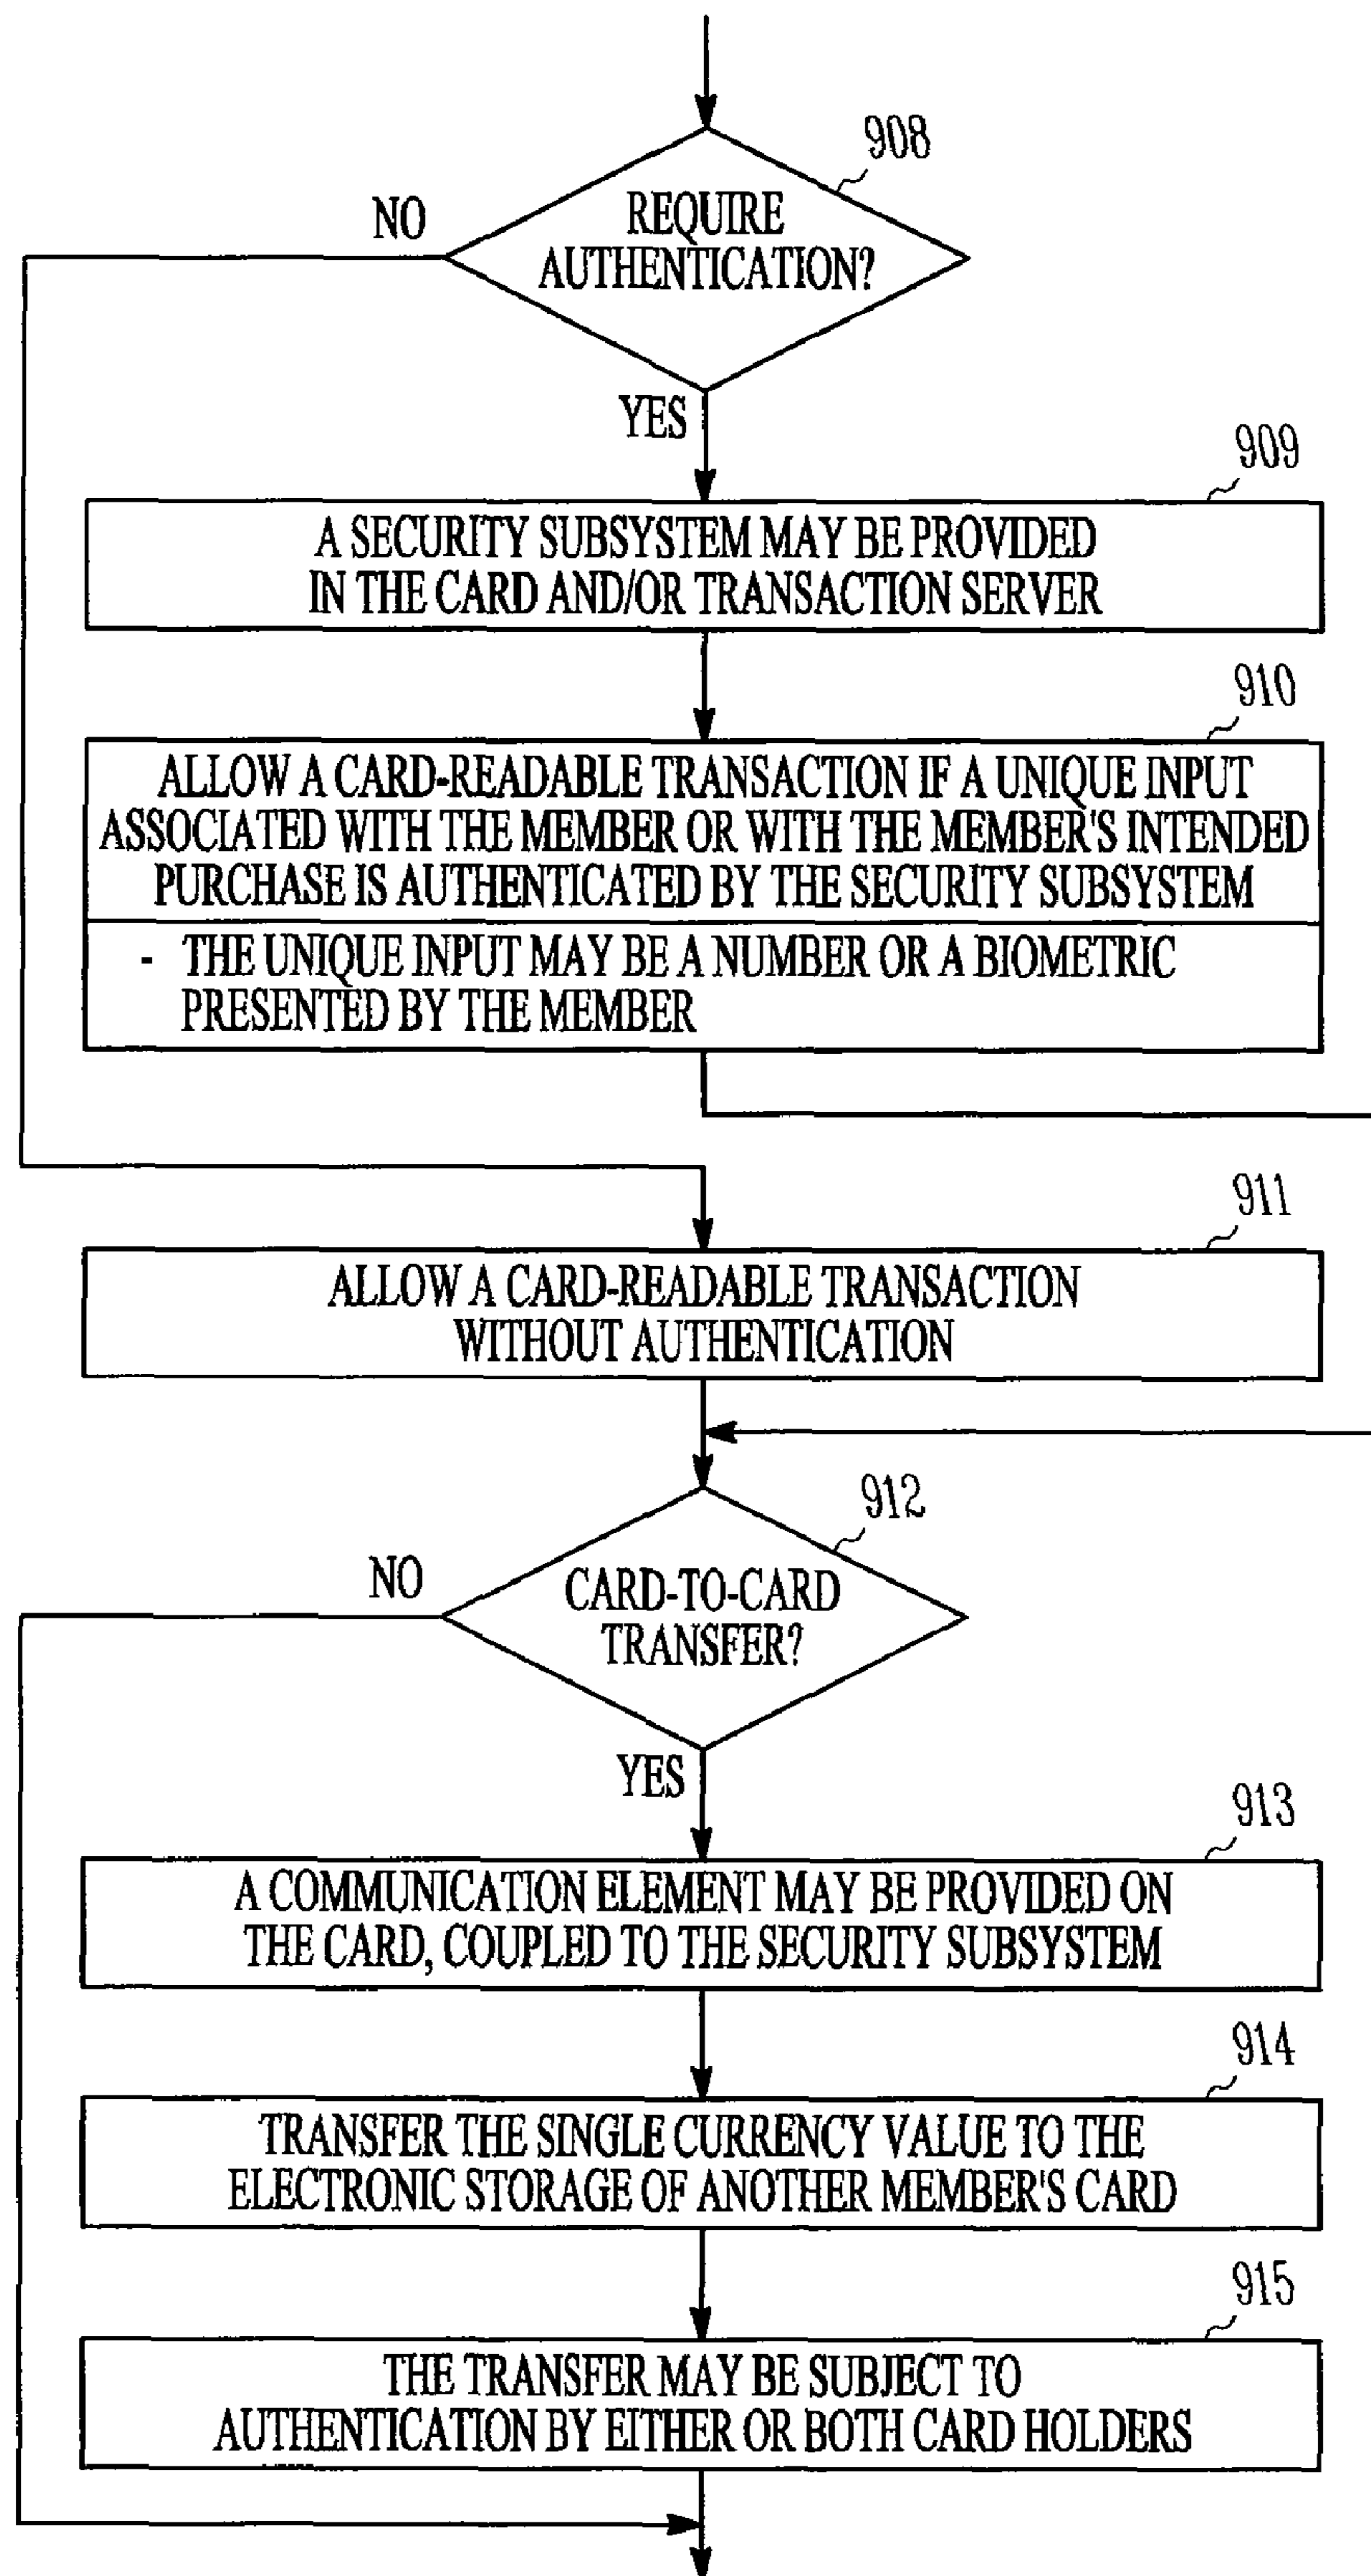 908
NO
REQUIRE
AUTHENTICATION?
YES
909
A SECURITY SUBSYSTEM MAY BE PROVIDED
IN THE CARD AND/OR TRANSACTION SERVER
910
ALLOW A CARD-READABLE TRANSACTION IF A UNIQUE INPUT
ASSOCIATED WITH THE MEMBER OR WITH THE MEMBER'S INTENDED
PURCHASE IS AUTHENTICATED BY THE SECURITY SUBSYSTEM
- THE UNIQUE INPUT MAY BE A NUMBER OR A BIOMETRIC
PRESENTED BY THE MEMBER
911
ALLOW A CARD-READABLE TRANSACTION
WITHOUT AUTHENTICATION
912
NO
CARD-TO-CARD
TRANSFER?
YES
913
A COMMUNICATION ELEMENT MAY BE PROVIDED ON
THE CARD, COUPLED TO THE SECURITY SUBSYSTEM
914
TRANSFER THE SINGLE CURRENCY VALUE TO THE
ELECTRONIC STORAGE OF ANOTHER MEMBER'S CARD
915
THE TRANSFER MAY BE SUBJECT TO
AUTHENTICATION BY EITHER OR BOTH CARD HOLDERS